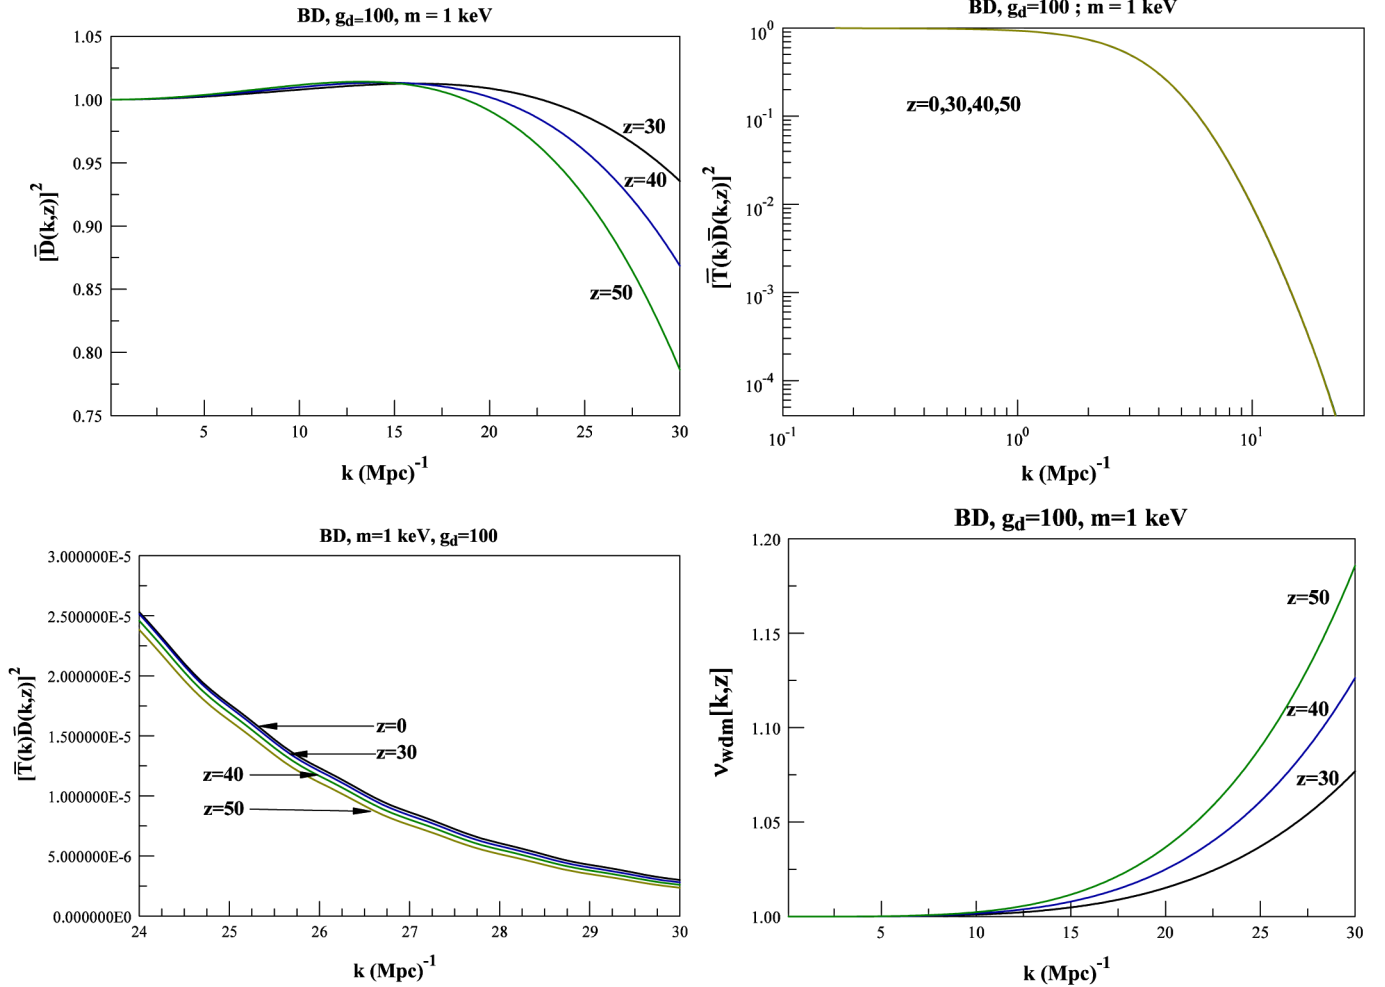 BD, g_d=100, m = 1 keV
1.05
1.00
0.95
0.90
0.85
0.80
0.75
[D̅(k,z)]²
z=30
z=40
z=50
5 10 15 20 25 30
k (Mpc)⁻¹
BD, g_d=100 ; m = 1 keV
10⁰
10⁻¹
10⁻²
10⁻³
10⁻⁴
[T̅(k)D̅(k,z)]²
z=0,30,40,50
10⁻¹ 10⁰ 10¹
k (Mpc)⁻¹
BD, m=1 keV, g_d=100
3.000000E-5
2.500000E-5
2.000000E-5
1.500000E-5
1.000000E-5
5.000000E-6
0.000000E0
[T̅(k)D̅(k,z)]²
z=0
z=30
z=40
z=50
24 25 26 27 28 29 30
k (Mpc)⁻¹
BD, g_d=100, m=1 keV
1.20
1.15
1.10
1.05
1.00
ν_wdm[k,z]
z=50
z=40
z=30
5 10 15 20 25 30
k (Mpc)⁻¹